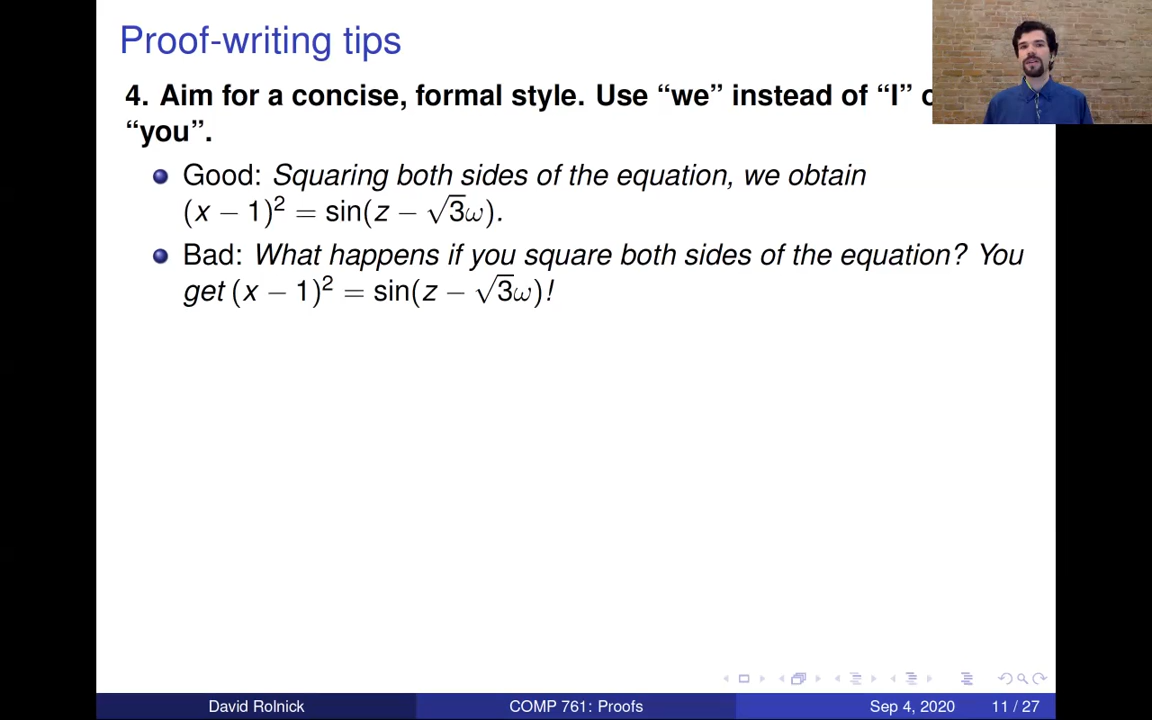 Proof-writing tips
4. Aim for a concise, formal style. Use “we” instead of “I”
“you”.
Good: Squaring both sides of the equation, we obtain
(x − 1)² = sin(z − √3ω).
Bad: What happens if you square both sides of the equation? You
get (x − 1)² = sin(z − √3ω)!
David Rolnick COMP 761: Proofs Sep 4, 2020 11 / 27